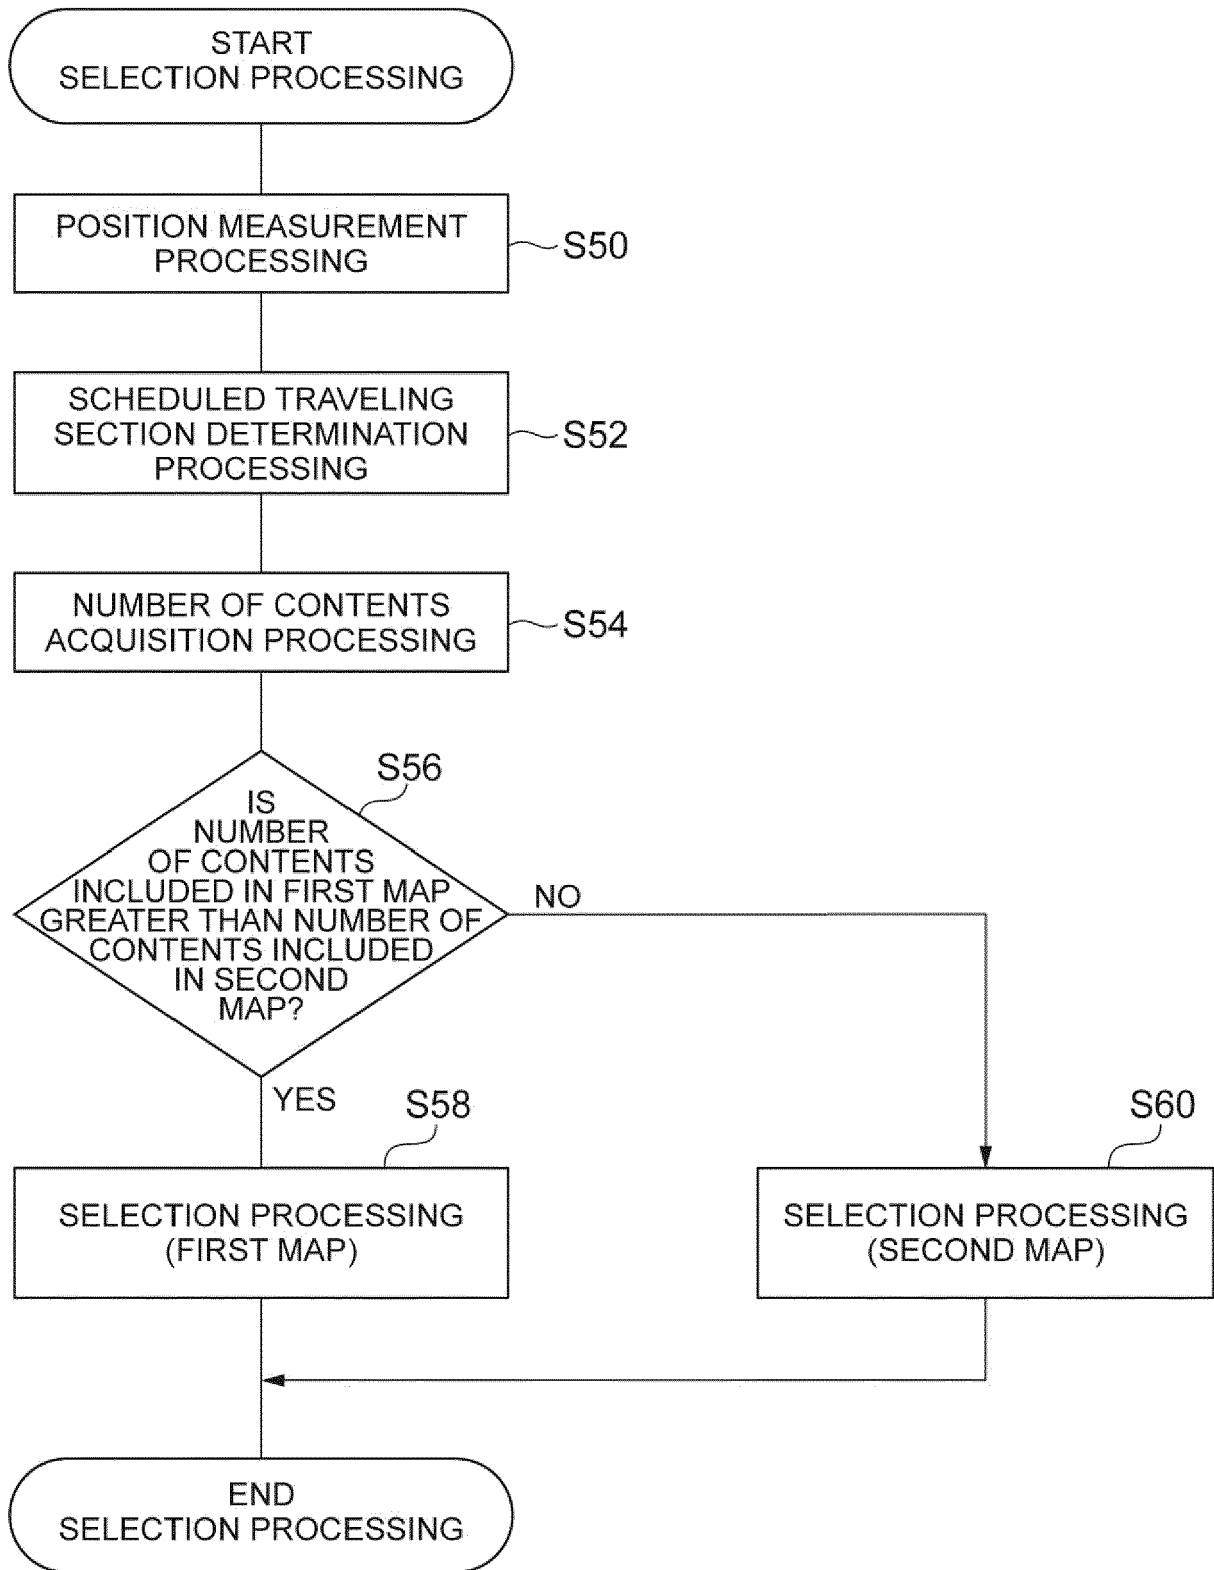 START
SELECTION PROCESSING
POSITION MEASUREMENT
PROCESSING
S50
SCHEDULED TRAVELING
SECTION DETERMINATION
PROCESSING
S52
NUMBER OF CONTENTS
ACQUISITION PROCESSING
S54
S56
IS
NUMBER
OF CONTENTS
INCLUDED IN FIRST MAP
GREATER THAN NUMBER OF
CONTENTS INCLUDED
IN SECOND
MAP?
NO
YES
S58
SELECTION PROCESSING
(FIRST MAP)
S60
SELECTION PROCESSING
(SECOND MAP)
END
SELECTION PROCESSING